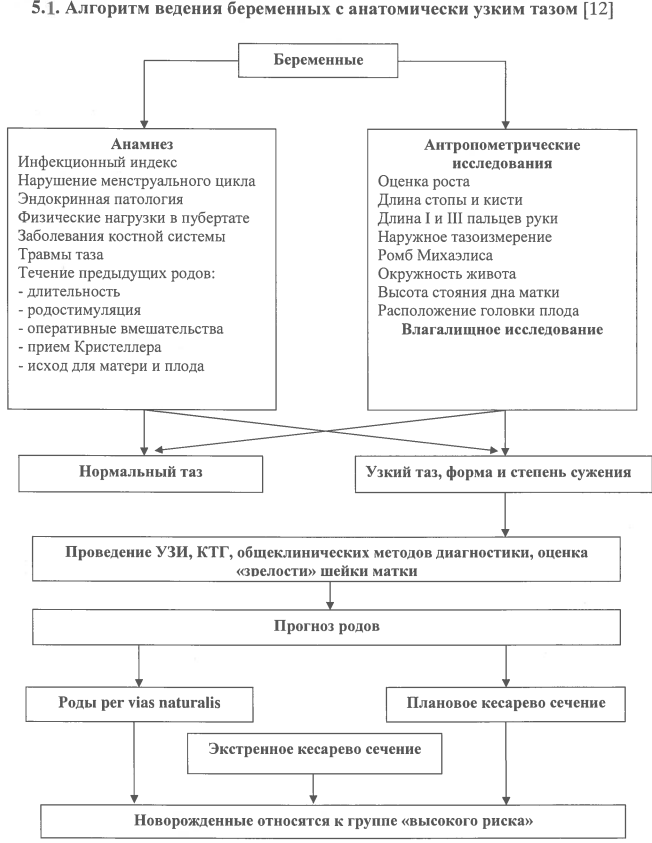 5.1. Алгоритм ведения беременных с анатомически узким тазом [12]
Беременные
Анамнез
Инфекционный индекс
Нарушение менструального цикла
Эндокринная патология
Физические нагрузки в пубертате
Заболевания костной системы
Травмы таза
Течение предыдущих родов:
- длительность
- родостимуляция
- оперативные вмешательства
- прием Кристеллера
- исход для матери и плода
Антропометрические
исследования
Оценка роста
Длина стопы и кисти
Длина I и III пальцев руки
Наружное тазоизмерение
Ромб Михаэлиса
Окружность живота
Высота стояния дна матки
Расположение головки плода
Влагалищное исследование
Нормальный таз
Узкий таз, форма и степень сужения
Проведение УЗИ, КТГ, общеклинических методов диагностики, оценка
«зрелости» шейки матки
Прогноз родов
Роды per vias naturalis
Плановое кесарево сечение
Экстренное кесарево сечение
Новорожденные относятся к группе «высокого риска»